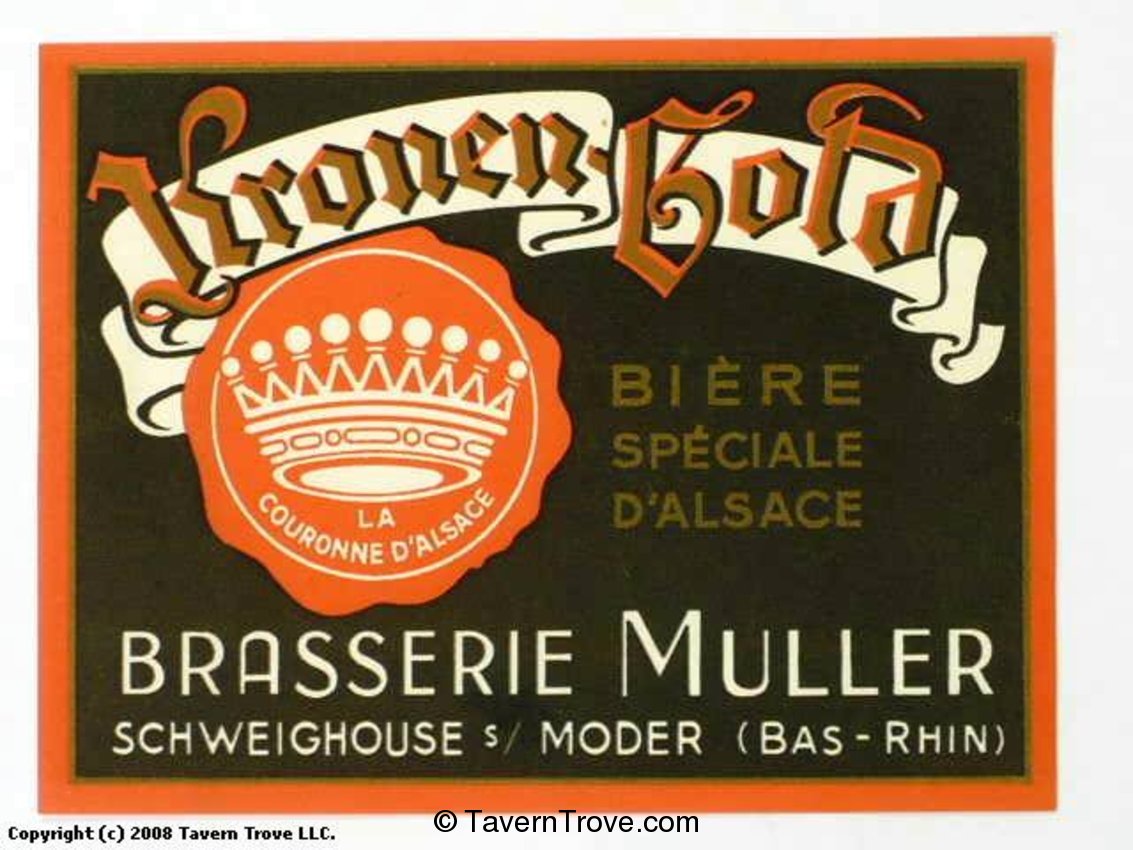 Kronen-Gold
BIÈRE
SPÉCIALE
D'ALSACE
LA
COURONNE D'ALSACE
BRASSERIE MULLER
SCHWEIGHOUSE s/ MODER (BAS-RHIN)
Copyright (c) 2008 Tavern Trove LLC.
© TavernTrove.com